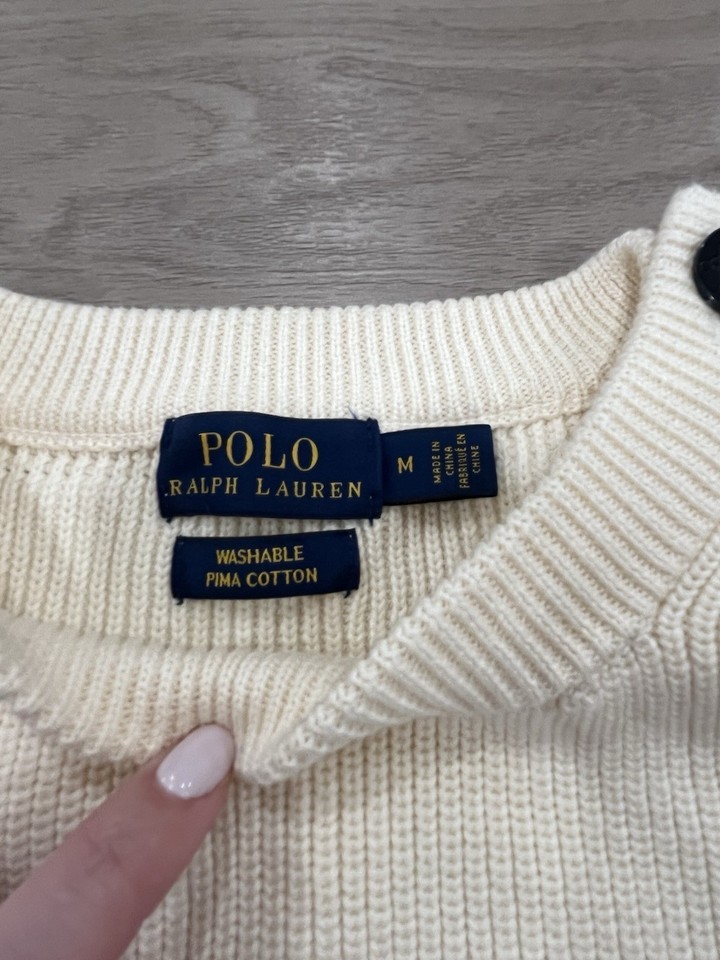 POLO
RALPH LAUREN
M
MADE IN
CHINA
FABRIQUÉ EN
CHINE
WASHABLE
PIMA COTTON